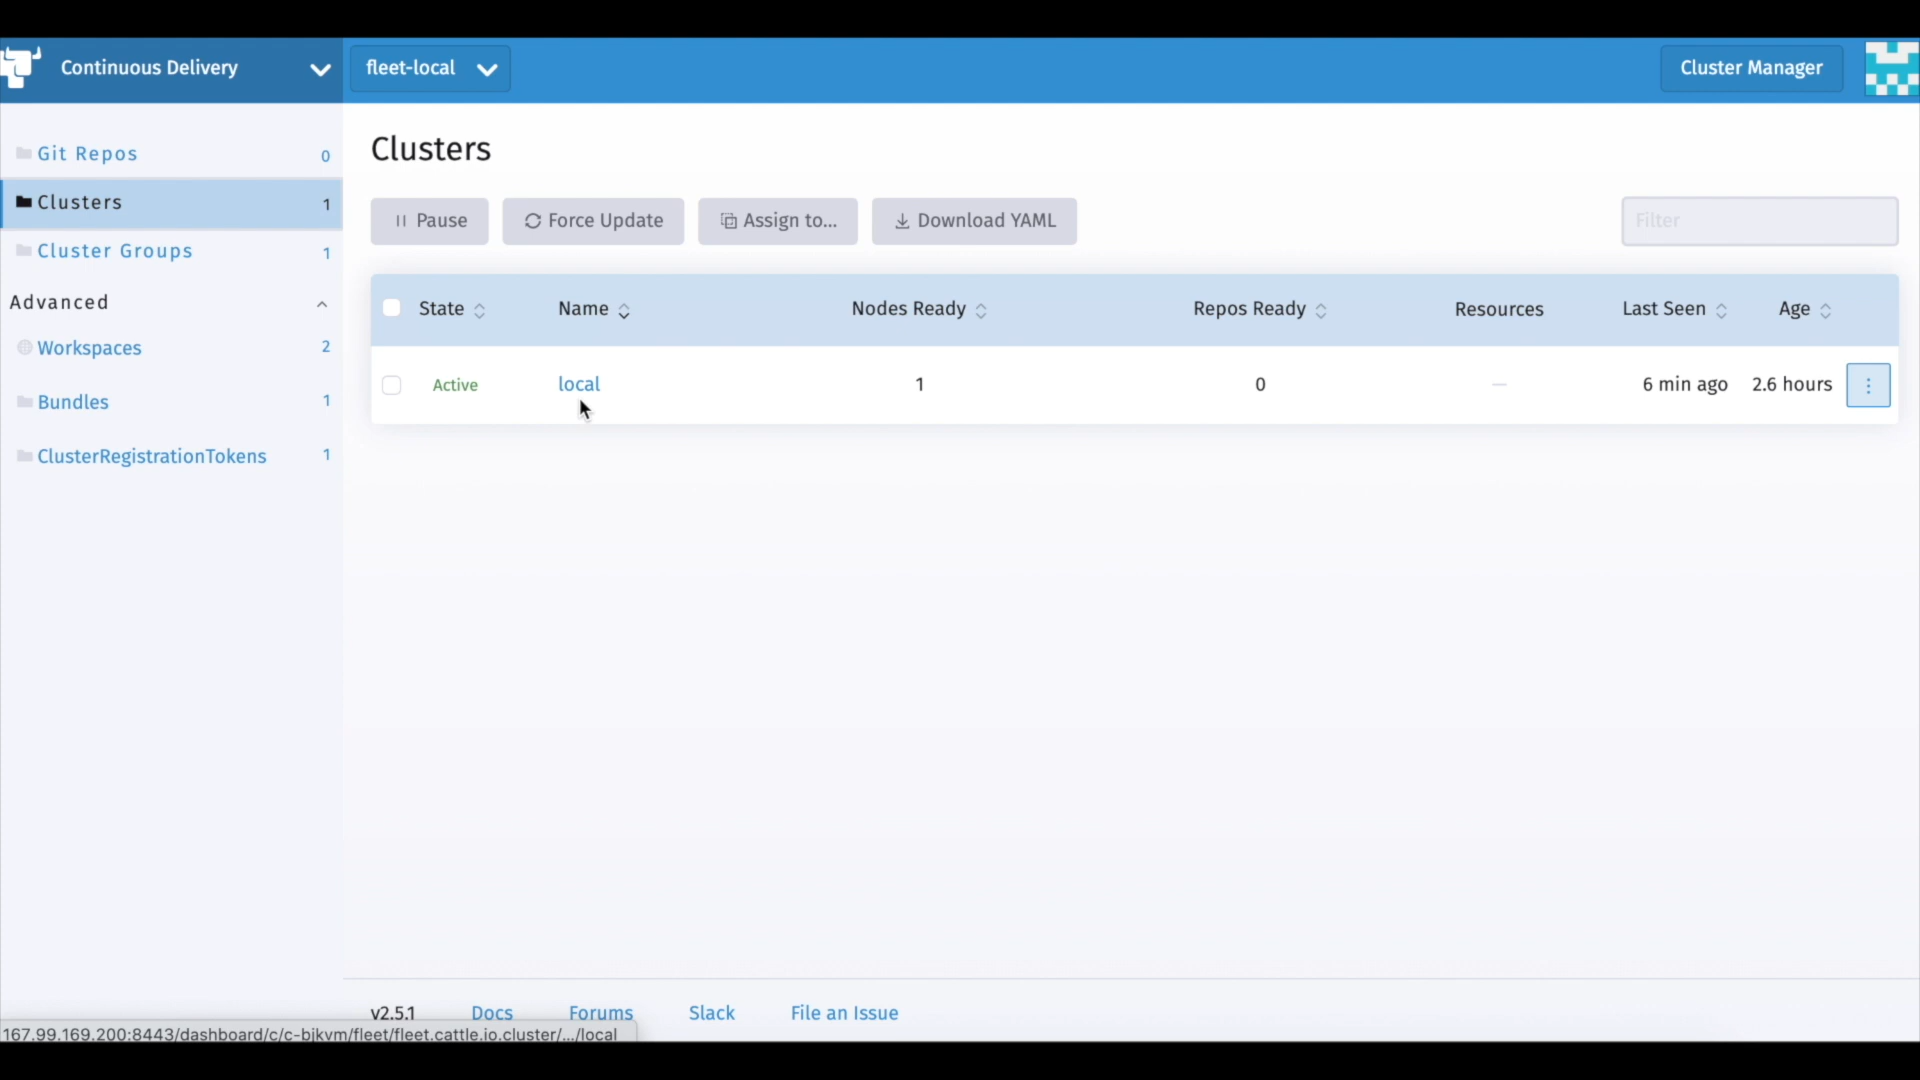 Continuous Delivery
fleet-local
Cluster Manager
Git Repos 0
Clusters 1
Cluster Groups 1
Advanced
Workspaces 2
Bundles 1
ClusterRegistrationTokens 1
Clusters
Pause
Force Update
Assign to...
Download YAML
Filter
State Name Nodes Ready Repos Ready Resources Last Seen Age
Active local 1 0 — 6 min ago 2.6 hours
v2.5.1 Docs Forums Slack File an Issue
167.99.169.200:8443/dashboard/c/c-bjkvm/fleet/fleet.cattle.io.cluster/.../local